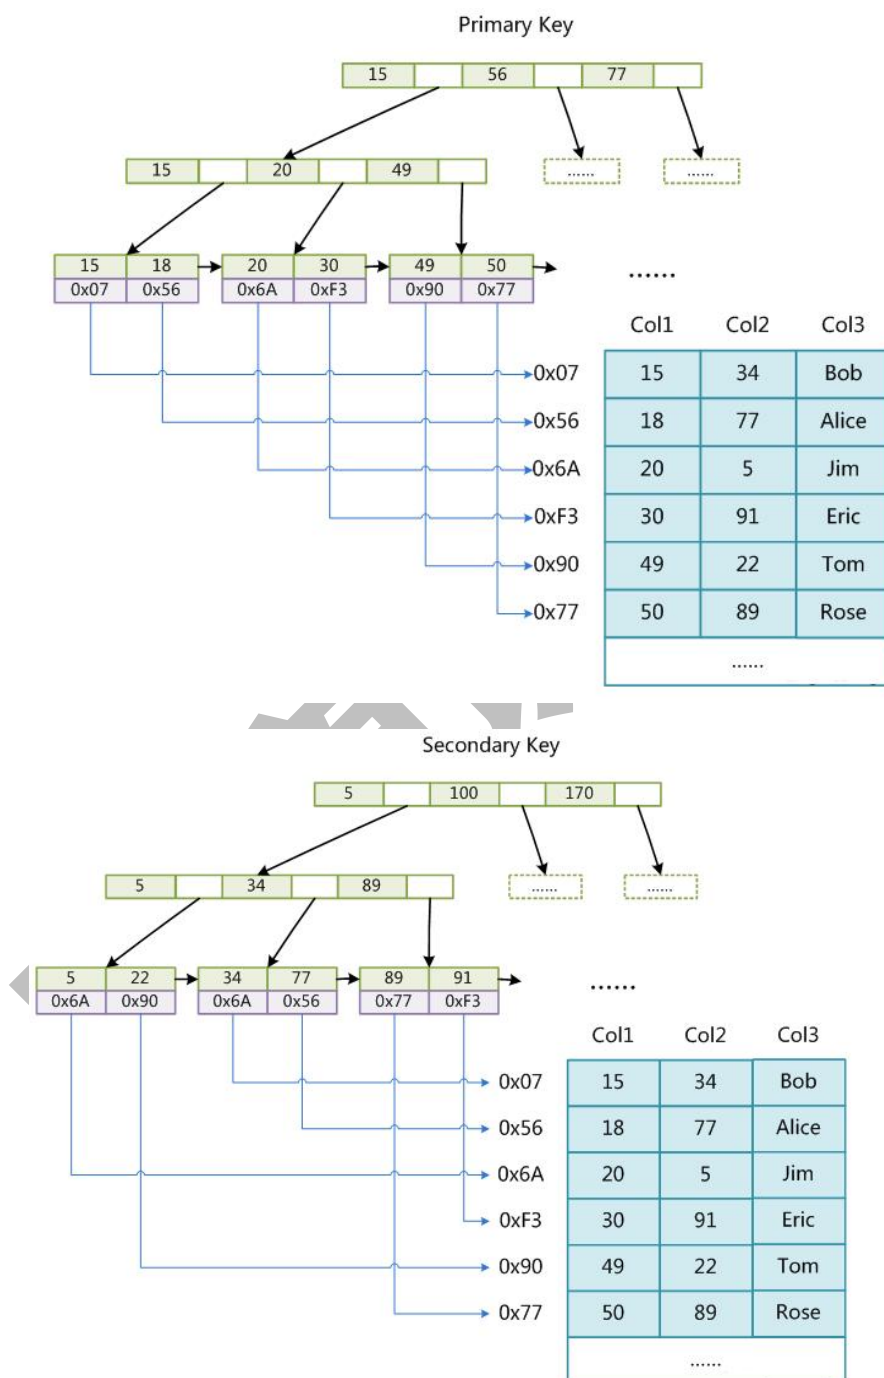 Primary Key
15 56 77
15 20 49
...... ......
15 18 20 30 49 50
0x07 0x56 0x6A 0xF3 0x90 0x77
......
Col1 Col2 Col3
0x07 15 34 Bob
0x56 18 77 Alice
0x6A 20 5 Jim
0xF3 30 91 Eric
0x90 49 22 Tom
0x77 50 89 Rose
......
Secondary Key
5 100 170
5 34 89
...... ......
5 22 34 77 89 91
0x6A 0x90 0x6A 0x56 0x77 0xF3
......
Col1 Col2 Col3
0x07 15 34 Bob
0x56 18 77 Alice
0x6A 20 5 Jim
0xF3 30 91 Eric
0x90 49 22 Tom
0x77 50 89 Rose
......